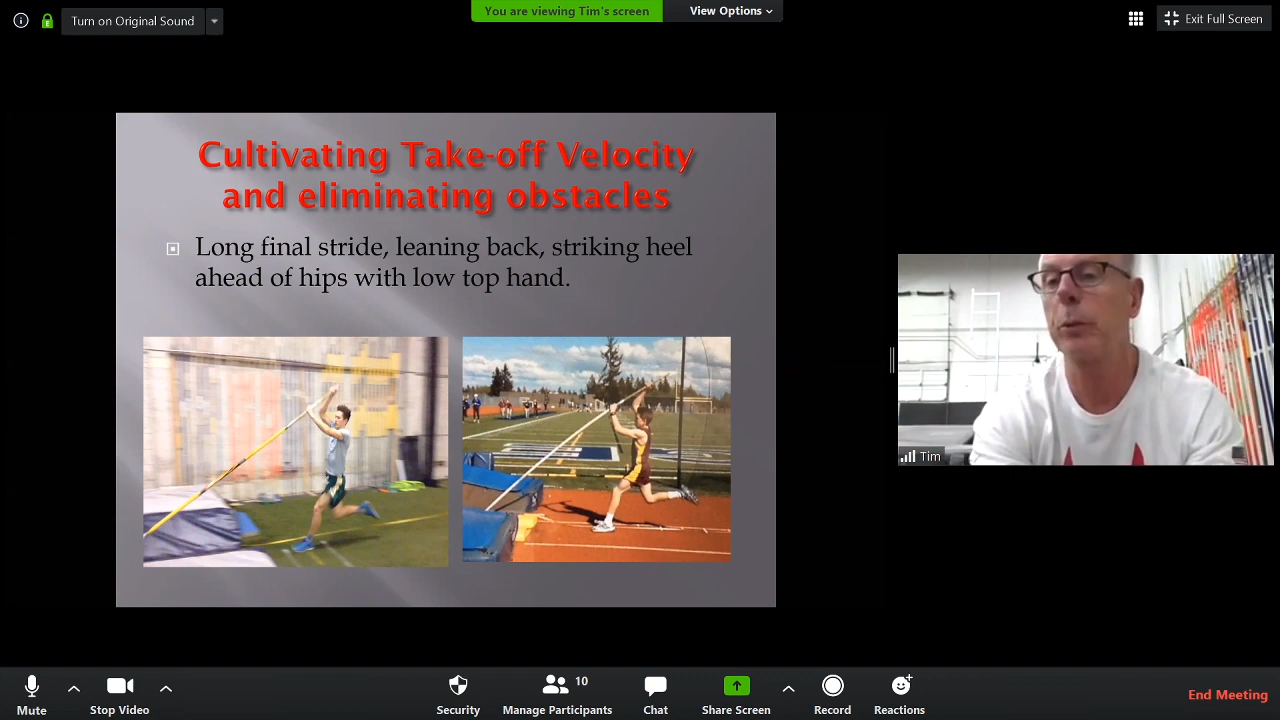 Turn on Original Sound
You are viewing Tim's screen
View Options
Exit Full Screen
Cultivating Take-off Velocity
and eliminating obstacles
Long final stride, leaning back, striking heel
ahead of hips with low top hand.
Tim
Mute
Stop Video
Security
10
Manage Participants
Chat
Share Screen
Record
Reactions
End Meeting